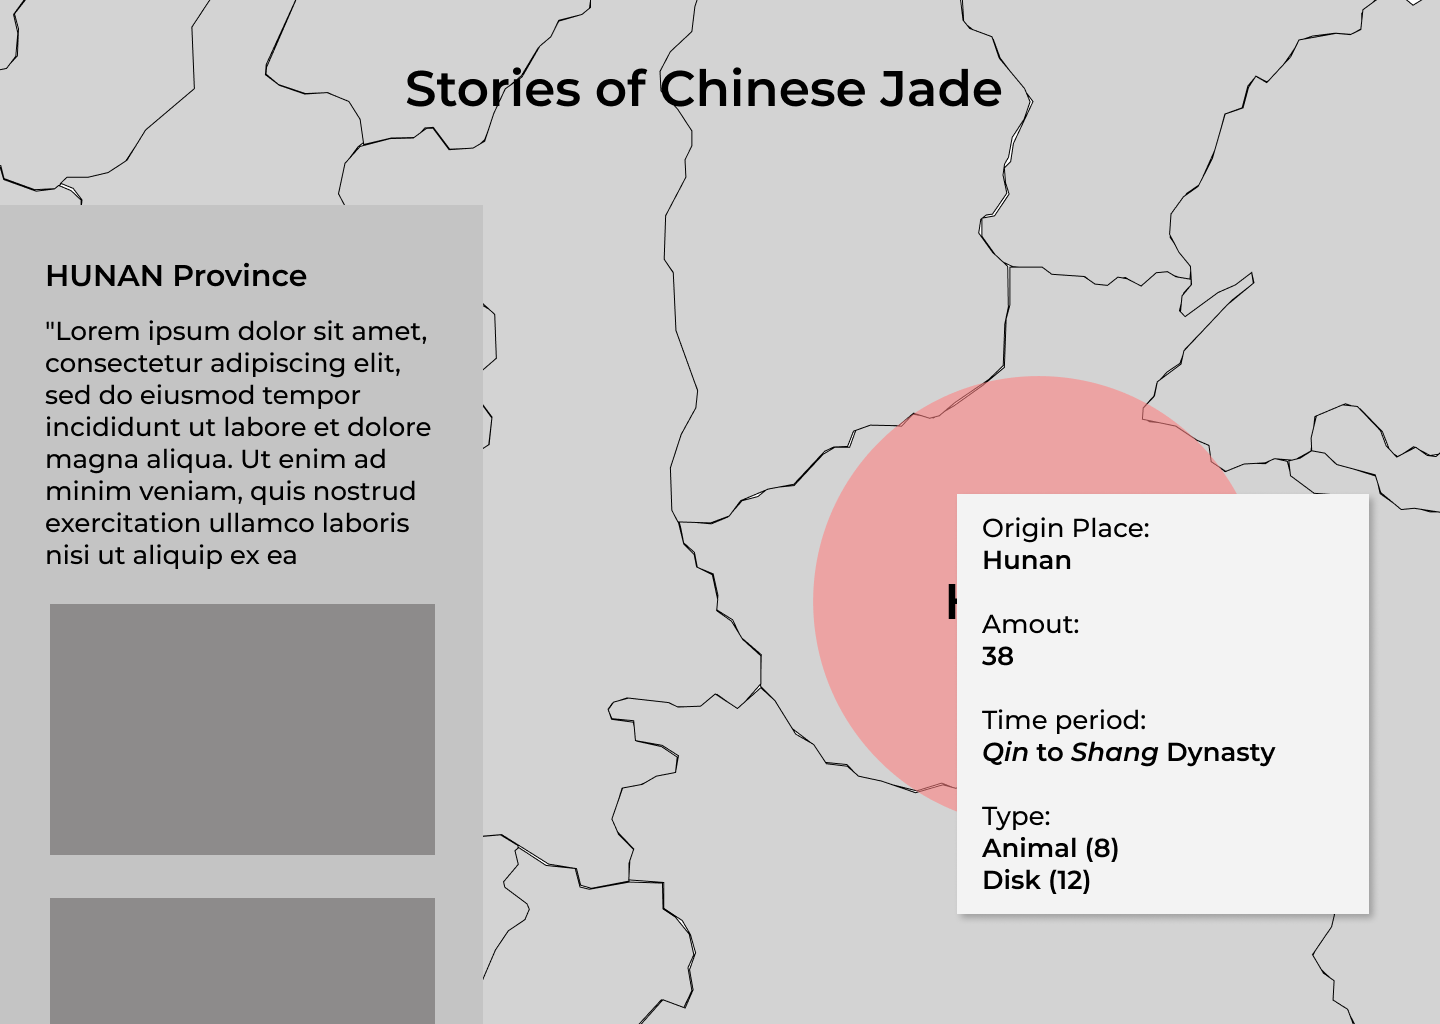 Stories of Chinese Jade
HUNAN Province
"Lorem ipsum dolor sit amet,
consectetur adipiscing elit,
sed do eiusmod tempor
incididunt ut labore et dolore
magna aliqua. Ut enim ad
minim veniam, quis nostrud
exercitation ullamco laboris
nisi ut aliquip ex ea
Origin Place:
Hunan
Amout:
38
Time period:
Qin to Shang Dynasty
Type:
Animal (8)
Disk (12)